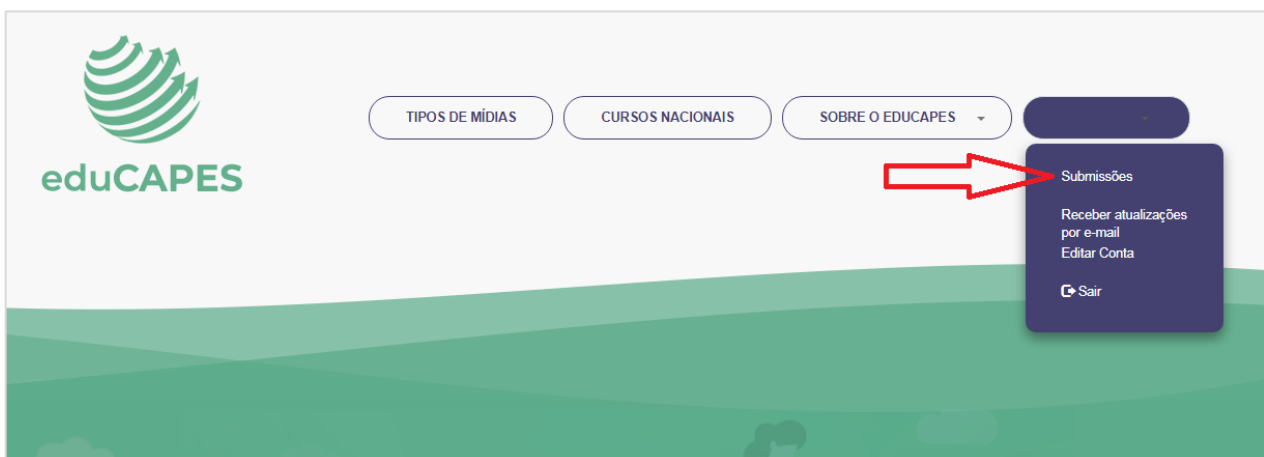 eduCAPES
TIPOS DE MÍDIAS
CURSOS NACIONAIS
SOBRE O EDUCAPES
Submissões
Receber atualizações
por e-mail
Editar Conta
Sair